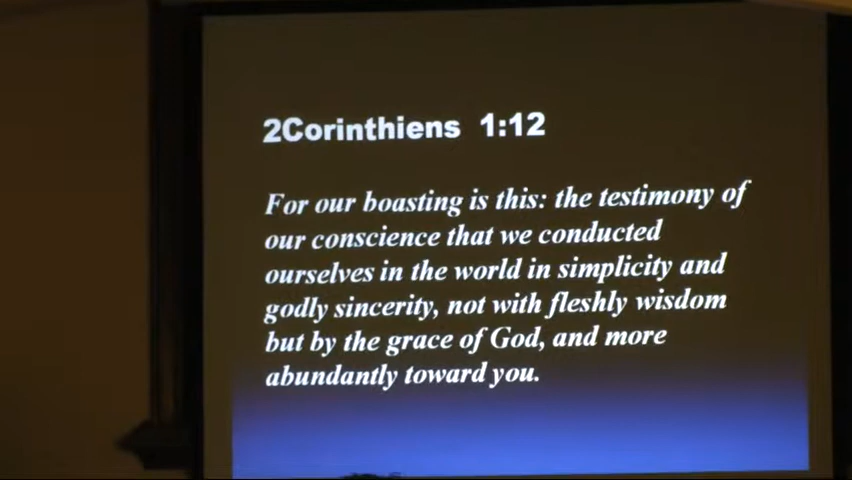 2Corinthiens 1:12
For our boasting is this: the testimony of
our conscience that we conducted
ourselves in the world in simplicity and
godly sincerity, not with fleshly wisdom
but by the grace of God, and more
abundantly toward you.